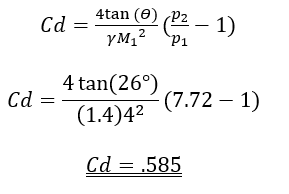 Cd = 4tan (θ) / γM₁² (p₂/p₁ − 1)
Cd = 4 tan(26°) / (1.4)4² (7.72 − 1)
Cd = .585